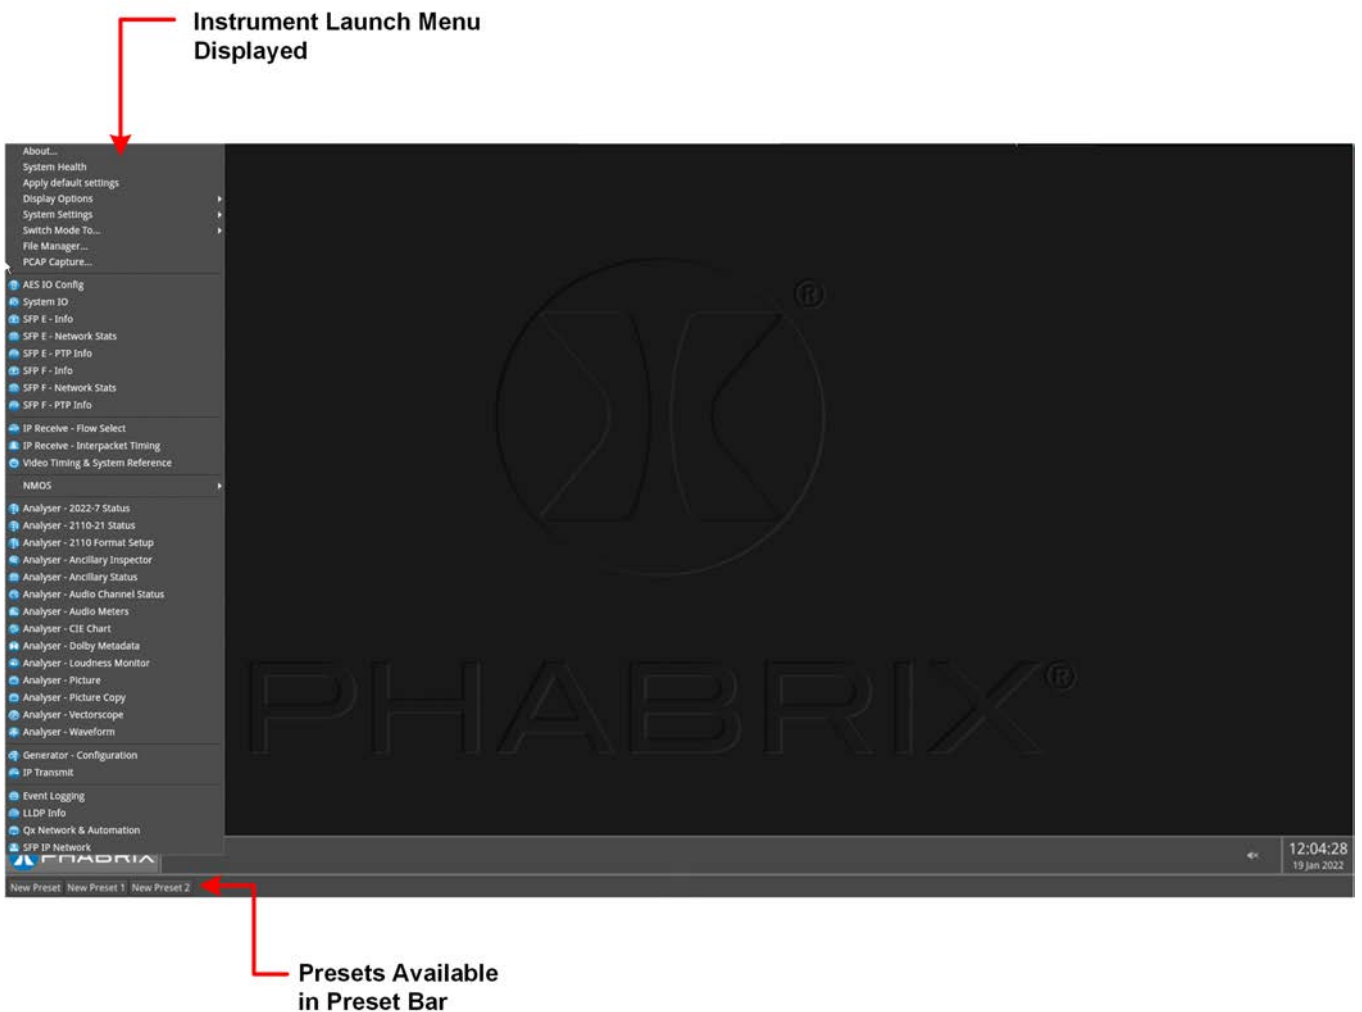 Instrument Launch Menu
Displayed
About...
System Health
Apply default settings
Display Options
System Settings
Switch Mode To...
File Manager...
PCAP Capture...
AES IO Config
System IO
SFP E - Info
SFP E - Network Stats
SFP E - PTP Info
SFP F - Info
SFP F - Network Stats
SFP F - PTP Info
IP Receive - Flow Select
IP Receive - Interpacket Timing
Video Timing & System Reference
NMOS
Analyser - 2022-7 Status
Analyser - 2110-21 Status
Analyser - 2110 Format Setup
Analyser - Ancillary Inspector
Analyser - Ancillary Status
Analyser - Audio Channel Status
Analyser - Audio Meters
Analyser - CIE Chart
Analyser - Dolby Metadata
Analyser - Loudness Monitor
Analyser - Picture
Analyser - Picture Copy
Analyser - Vectorscope
Analyser - Waveform
Generator - Configuration
IP Transmit
Event Logging
LLDP Info
Qx Network & Automation
SFP IP Network
®
PHABRIX®
PHABRIX
12:04:28
19 Jan 2022
New Preset New Preset 1 New Preset 2
Presets Available
in Preset Bar